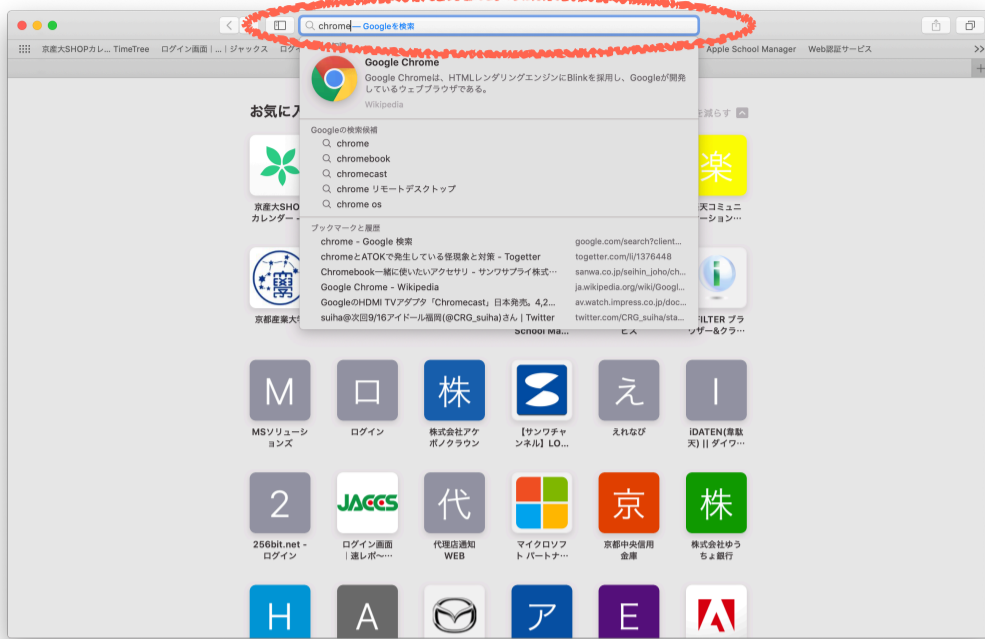 chrome— Googleを検索
京産大SHOPカレ... TimeTree
ログイン画面 | ... | ジャックス
Apple School Manager
Web認証サービス
Google Chrome
Google Chromeは、HTMLレンダリングエンジンにBlinkを採用し、Googleが開発
しているウェブブラウザである。
Wikipedia
お気に入
を減らす
Googleの検索候補
chrome
chromebook
chromecast
chrome リモートデスクトップ
chrome os
ブックマークと履歴
chrome - Google 検索
google.com/search?client...
chromeとATOKで発生している怪現象と対策 - Togetter
togetter.com/li/1376448
Chromebook一緒に使いたいアクセサリ - サンワサプライ株式…
sanwa.co.jp/seihin_joho/ch...
Google Chrome - Wikipedia
ja.wikipedia.org/wiki/Googl...
GoogleのHDMI TVアダプタ「Chromecast」日本発売。4,2...
av.watch.impress.co.jp/doc...
suiha@次回9/16アイドール福岡(@CRG_suiha)さん | Twitter
twitter.com/CRG_suiha/sta...
楽
京産大SHO
カレンダー -
天コミュニ
ーション…
京都産業大
School Ma...
ビス
FILTER ブラ
ウザー&クラ…
M
ロ
株
え
I
MSソリューシ
ョンズ
ログイン
株式会社アケ
ボノクラウン
【サンワチャ
ンネル】LO...
えれなび
iDATEN(韋駄
天) || ダイワ…
2
JACCS
代
京
株
256bit.net -
ログイン
ログイン画面
| 速レポ〜…
代理店通知
WEB
マイクロソフ
ト パートナ…
京都中央信用
金庫
株式会社ゆう
ちょ銀行
H
A
ア
E